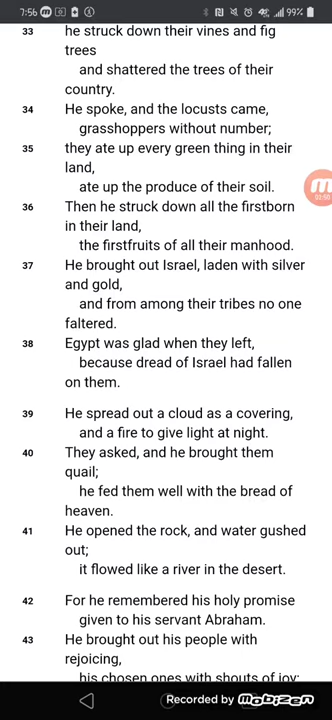 7:56 99%
33 he struck down their vines and fig
trees
and shattered the trees of their
country.
34 He spoke, and the locusts came,
grasshoppers without number;
35 they ate up every green thing in their
land,
ate up the produce of their soil.
36 Then he struck down all the firstborn
in their land,
the firstfruits of all their manhood.
37 He brought out Israel, laden with silver
and gold,
and from among their tribes no one
faltered.
38 Egypt was glad when they left,
because dread of Israel had fallen
on them.
39 He spread out a cloud as a covering,
and a fire to give light at night.
40 They asked, and he brought them
quail;
he fed them well with the bread of
heaven.
41 He opened the rock, and water gushed
out;
it flowed like a river in the desert.
42 For he remembered his holy promise
given to his servant Abraham.
43 He brought out his people with
rejoicing,
his chosen ones with shouts of joy;
Recorded by mobizen